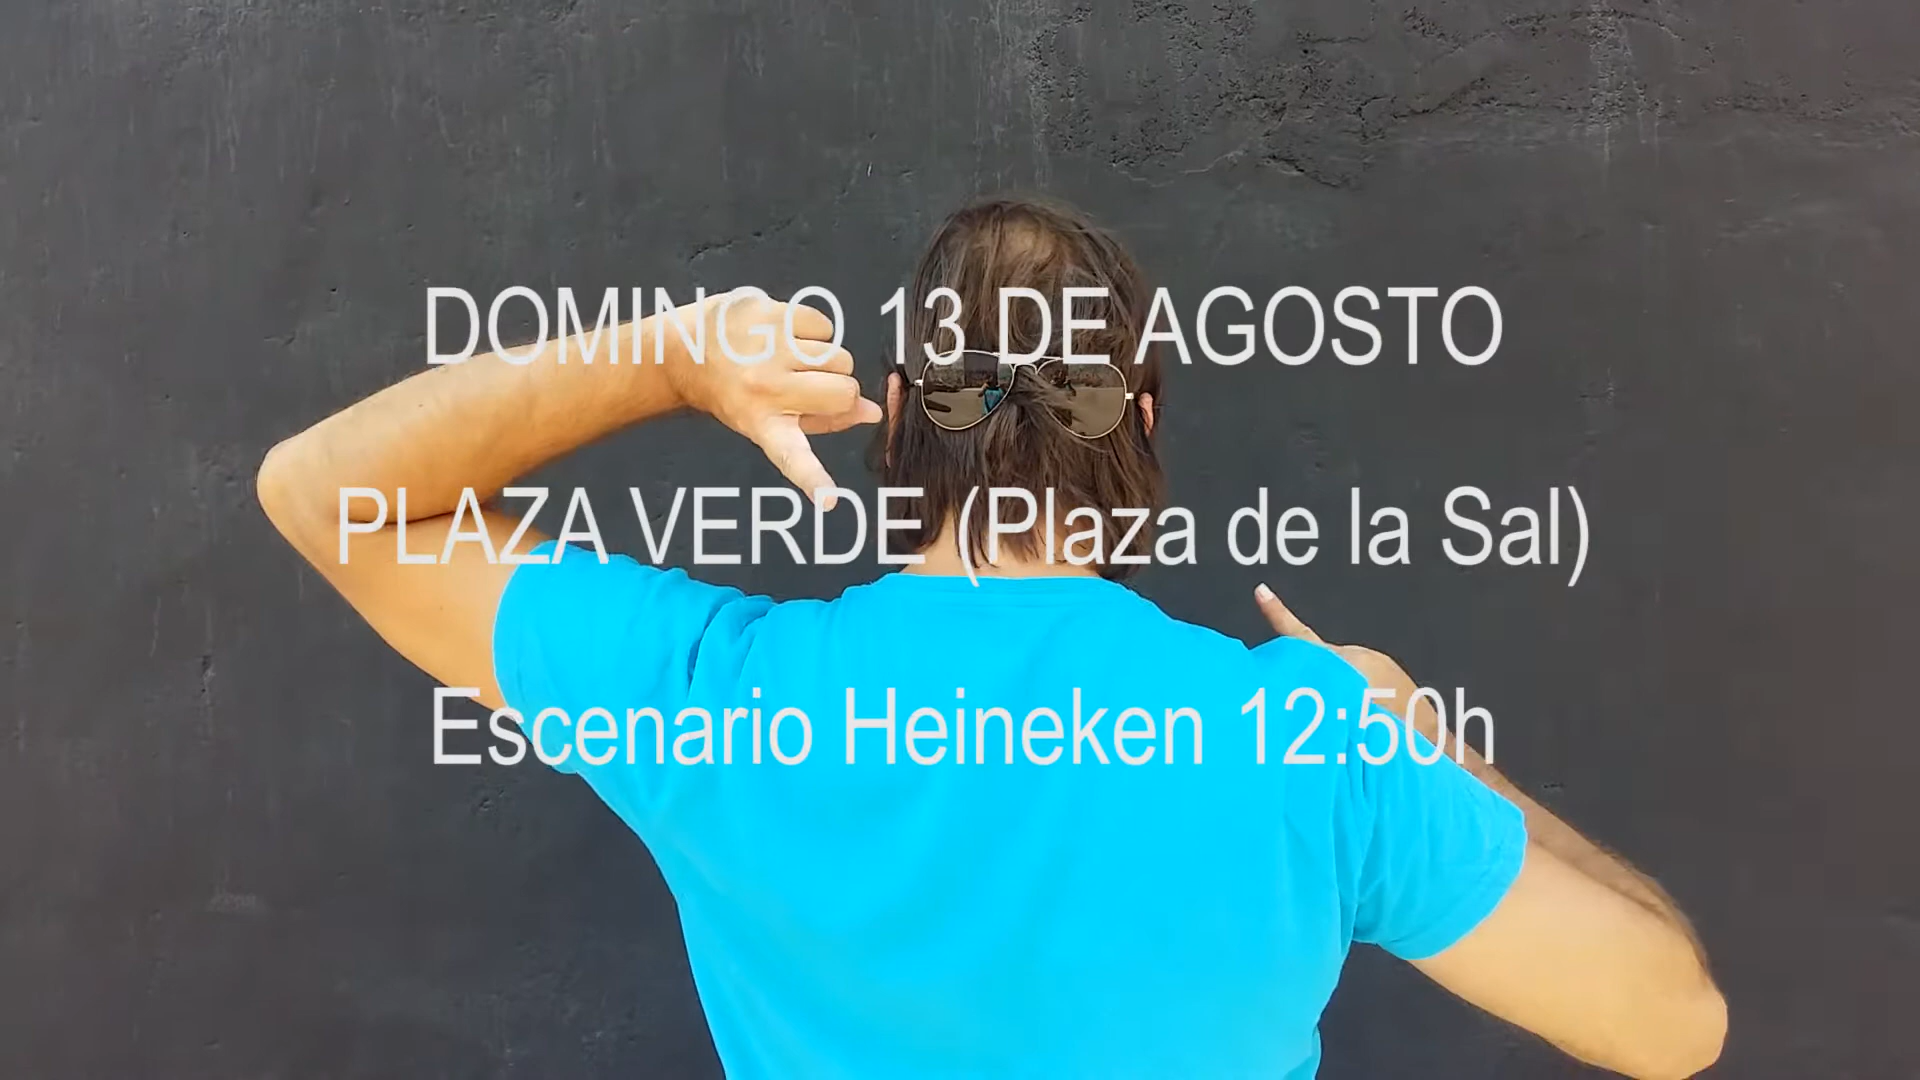 DOMINGO 13 DE AGOSTO
PLAZA VERDE (Plaza de la Sal)
Escenario Heineken 12:50h